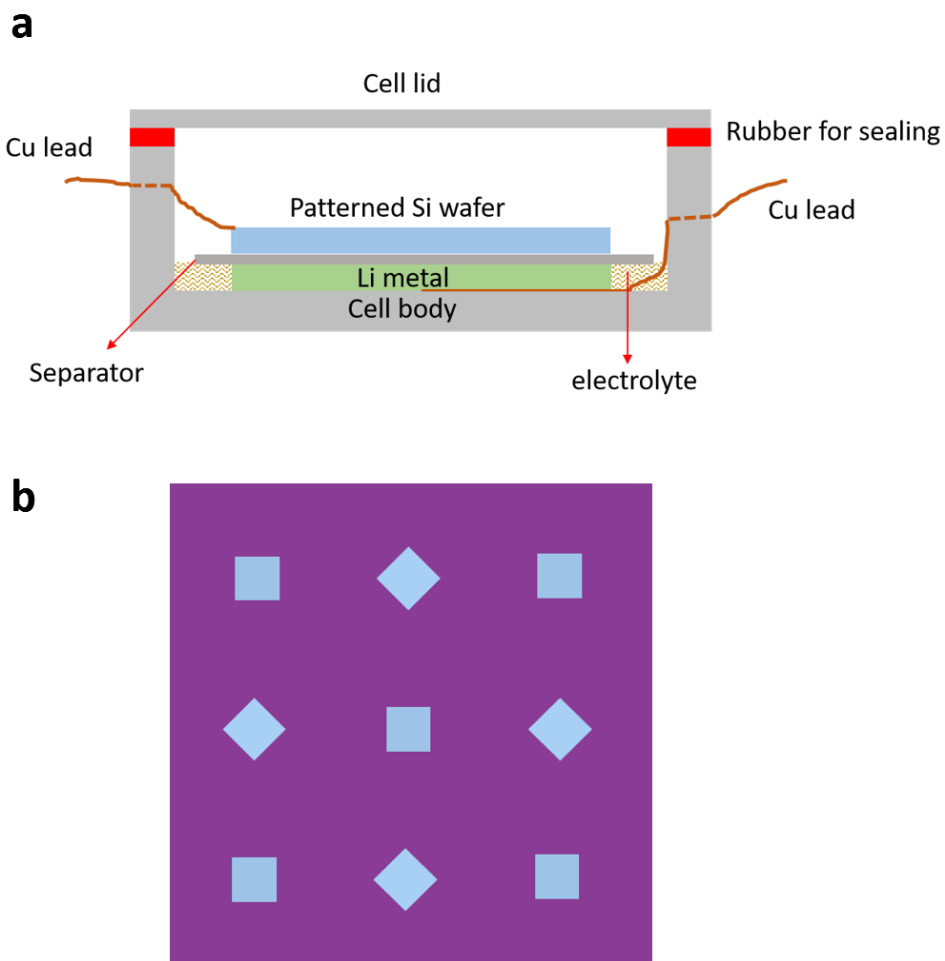 a
Cell lid
Cu lead
Rubber for sealing
Patterned Si wafer
Cu lead
Li metal
Cell body
Separator
electrolyte
b